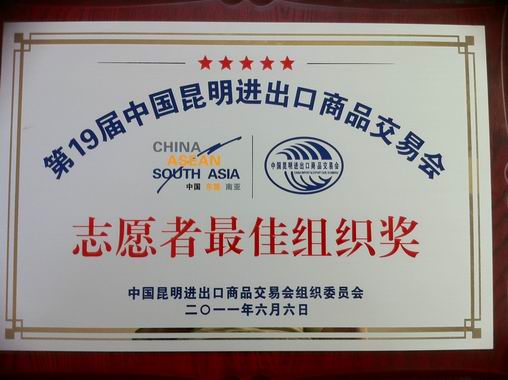 第19届中国昆明进出口商品交易会
CHINA
ASEAN
SOUTH ASIA
中国 东盟 南亚
中国昆明进出口商品交易会
志愿者最佳组织奖
中国昆明进出口商品交易会组织委员会
二〇一一年六月六日